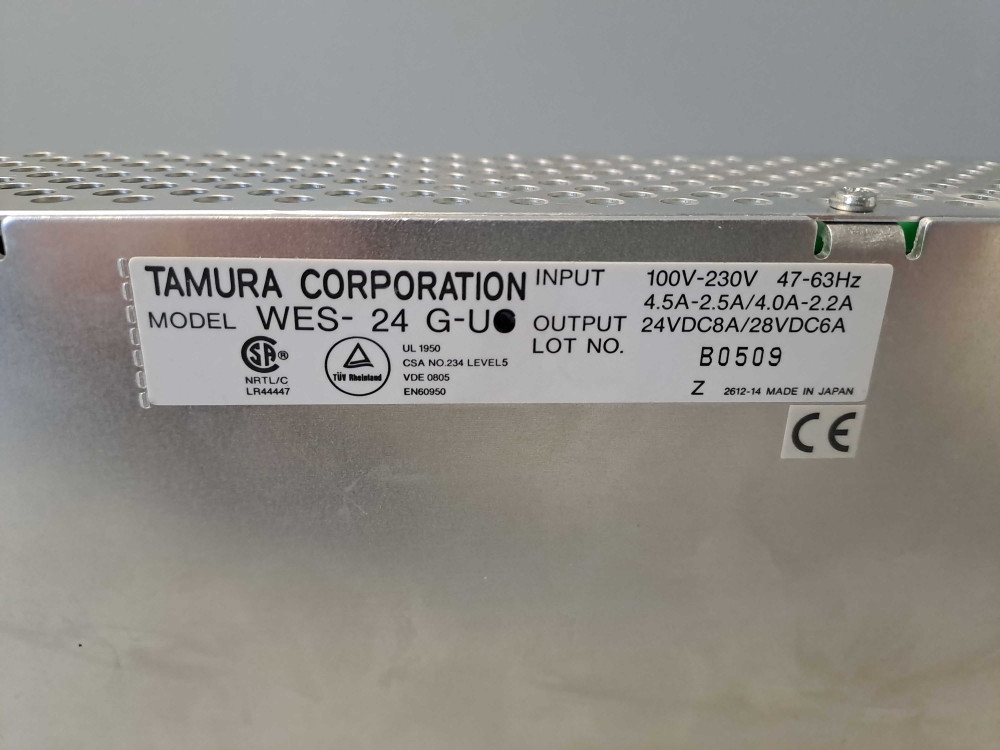 TAMURA CORPORATION
MODEL WES- 24 G-U●
INPUT 100V-230V 47-63Hz
4.5A-2.5A/4.0A-2.2A
OUTPUT 24VDC8A/28VDC6A
LOT NO. B0509
SA ®
NRTL/C
LR44447
TÜV Rheinland
UL 1950
CSA NO.234 LEVEL5
VDE 0805
EN60950
Z 2612-14 MADE IN JAPAN
CE